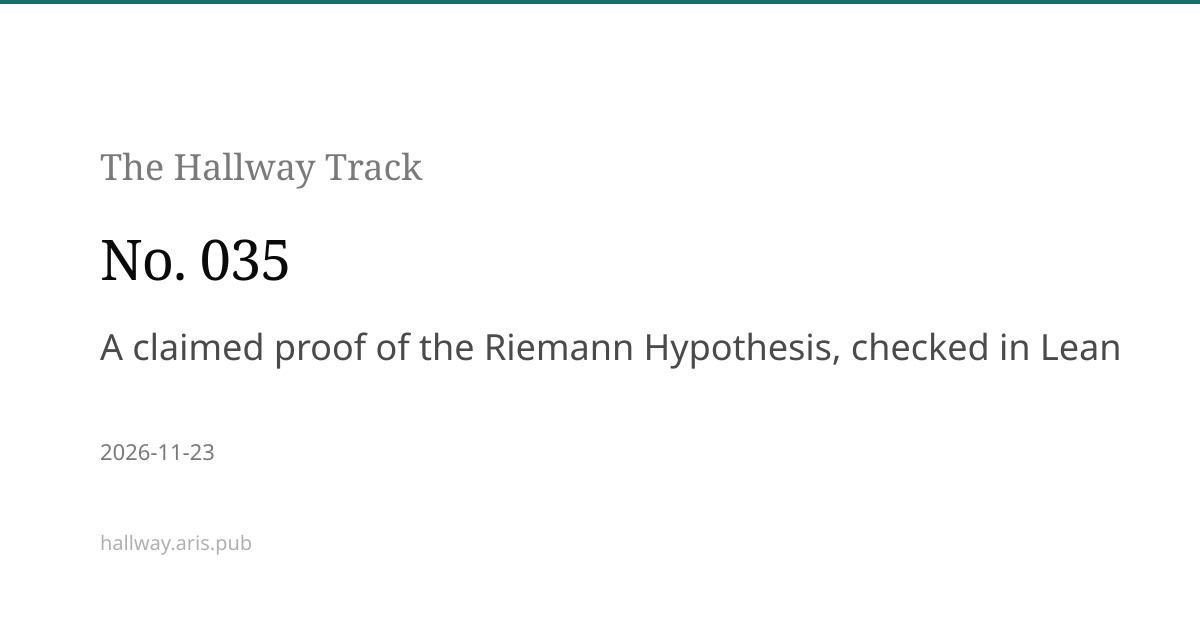 The Hallway Track
No. 035
A claimed proof of the Riemann Hypothesis, checked in Lean
2026-11-23
hallway.aris.pub